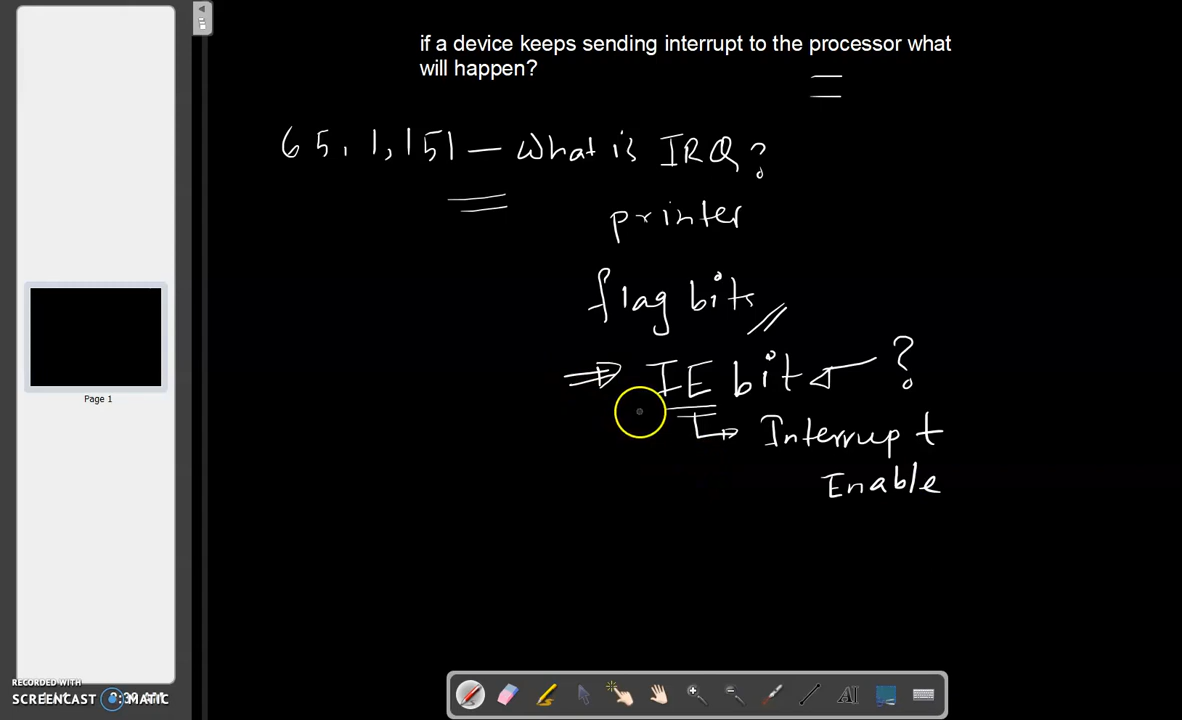 if a device keeps sending interrupt to the processor what
will happen?
65, 1, 151 — What is IRQ?
printer
flag bits
⇒ IE bit ?
Interrupt
Enable
Page 1
RECORDED WITH
SCREENCAST MATIC